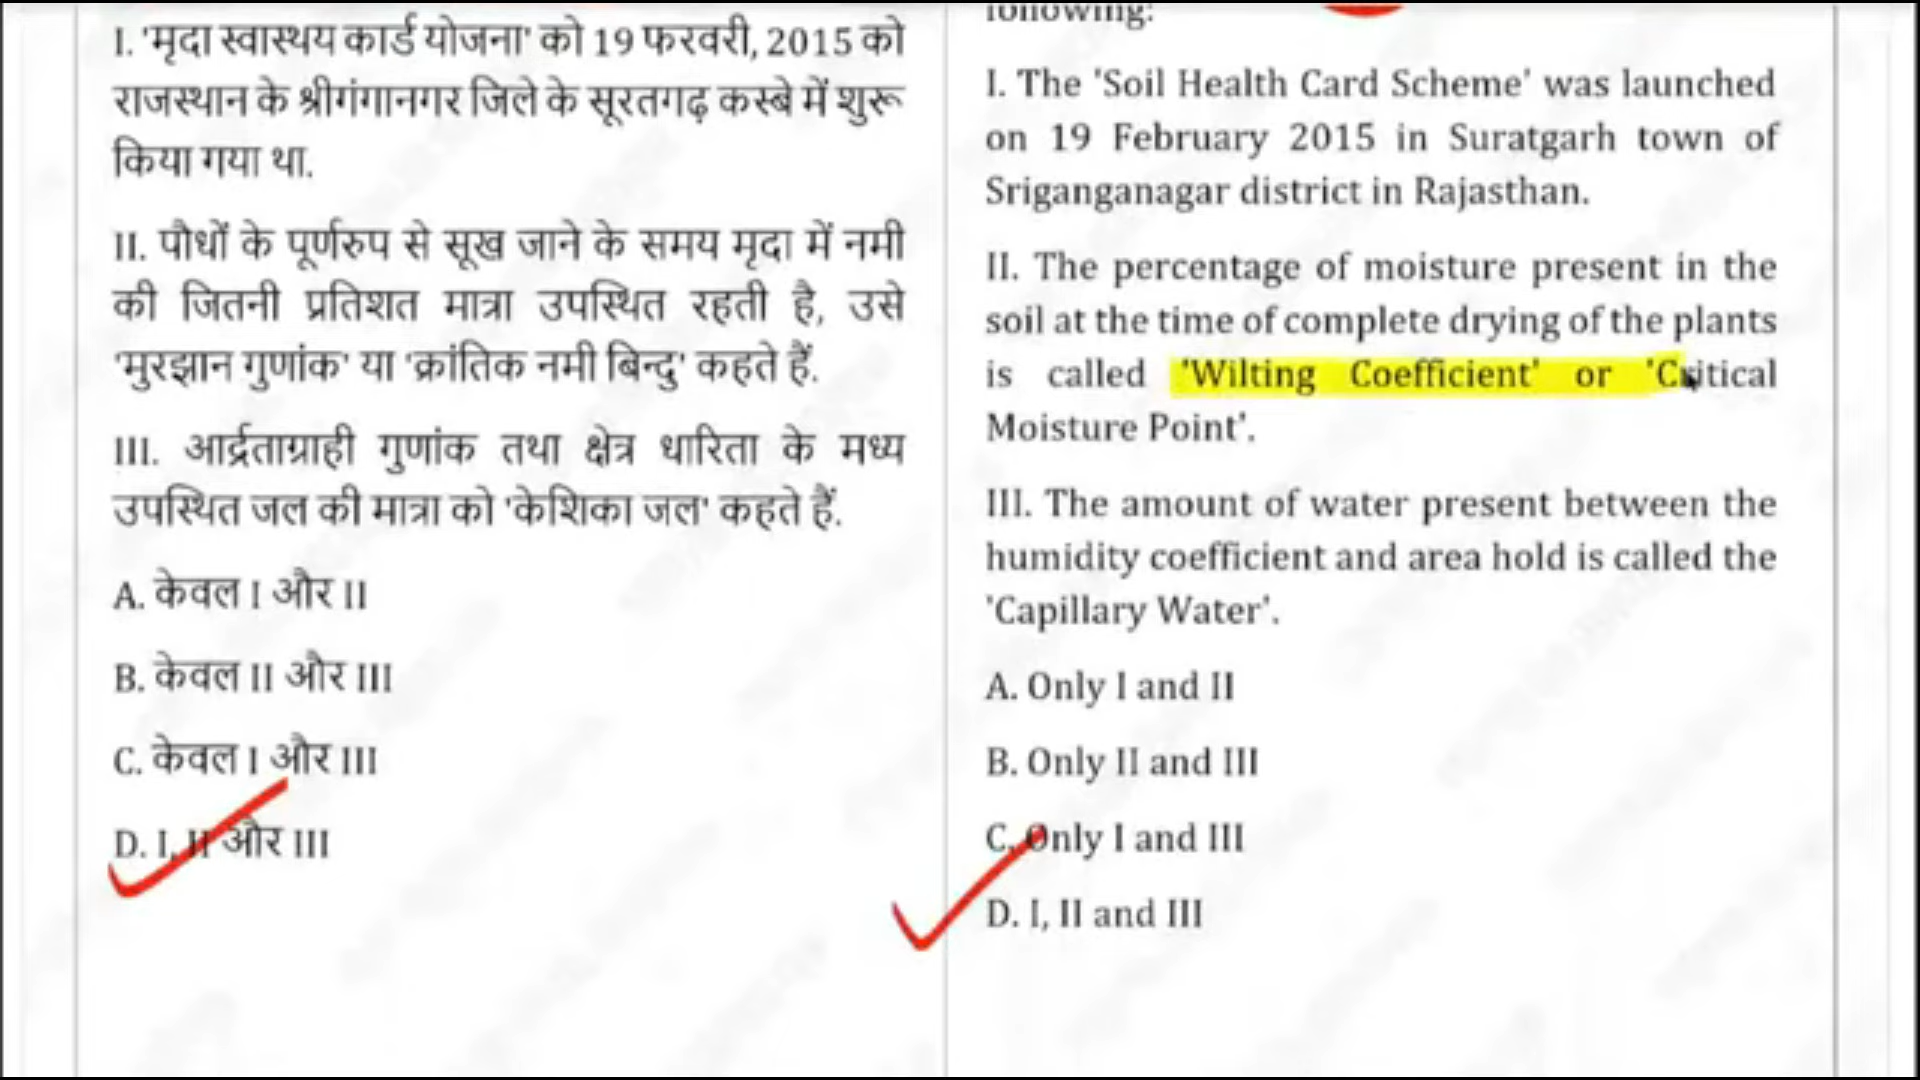 I. 'मृदा स्वास्थय कार्ड योजना' को 19 फरवरी, 2015 को
राजस्थान के श्रीगंगानगर जिले के सूरतगढ़ कस्बे में शुरू
किया गया था.
II. पौधों के पूर्णरुप से सूख जाने के समय मृदा में नमी
की जितनी प्रतिशत मात्रा उपस्थित रहती है, उसे
'मुरझान गुणांक' या 'क्रांतिक नमी बिन्दु' कहते हैं.
III. आर्द्रताग्राही गुणांक तथा क्षेत्र धारिता के मध्य
उपस्थित जल की मात्रा को 'केशिका जल' कहते हैं.
A. केवल I और II
B. केवल II और III
C. केवल I और III
D. I, II और III
following:
I. The 'Soil Health Card Scheme' was launched
on 19 February 2015 in Suratgarh town of
Sriganganagar district in Rajasthan.
II. The percentage of moisture present in the
soil at the time of complete drying of the plants
is called 'Wilting Coefficient' or 'Critical
Moisture Point'.
III. The amount of water present between the
humidity coefficient and area hold is called the
'Capillary Water'.
A. Only I and II
B. Only II and III
C. Only I and III
D. I, II and III